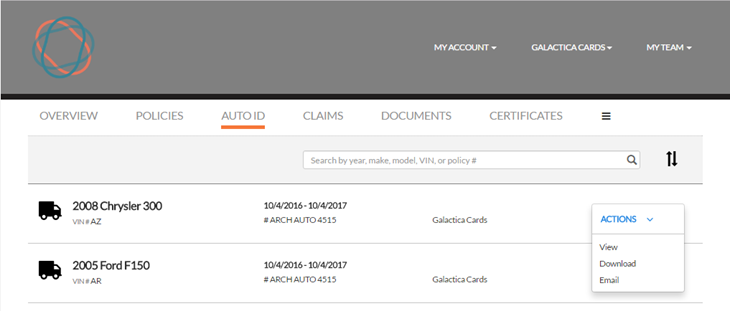 MY ACCOUNT GALACTICA CARDS MY TEAM
OVERVIEW POLICIES AUTO ID CLAIMS DOCUMENTS CERTIFICATES
Search by year, make, model, VIN, or policy #
2008 Chrysler 300 10/4/2016 - 10/4/2017
VIN # AZ # ARCH AUTO 4515 Galactica Cards
ACTIONS
View
Download
Email
2005 Ford F150 10/4/2016 - 10/4/2017
VIN # AR # ARCH AUTO 4515 Galactica Cards